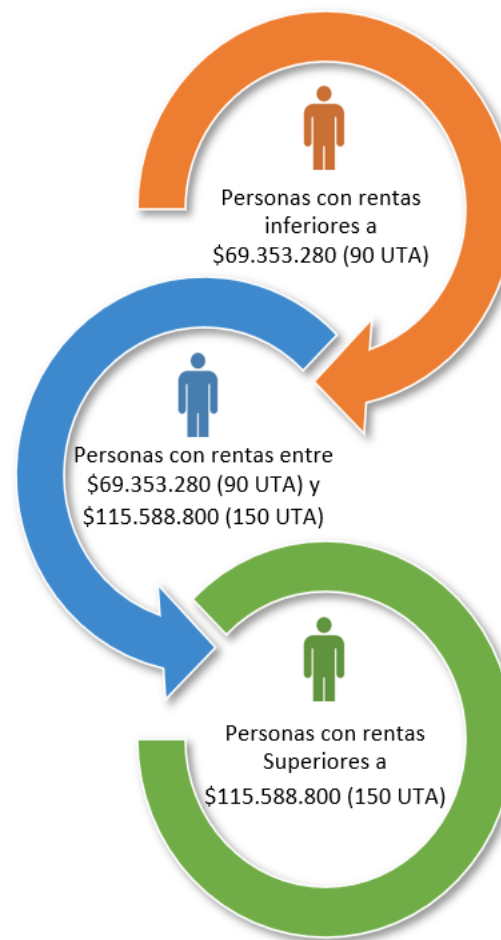 Personas con rentas
inferiores a
$69.353.280 (90 UTA)
Personas con rentas entre
$69.353.280 (90 UTA) y
$115.588.800 (150 UTA)
Personas con rentas
Superiores a
$115.588.800 (150 UTA)